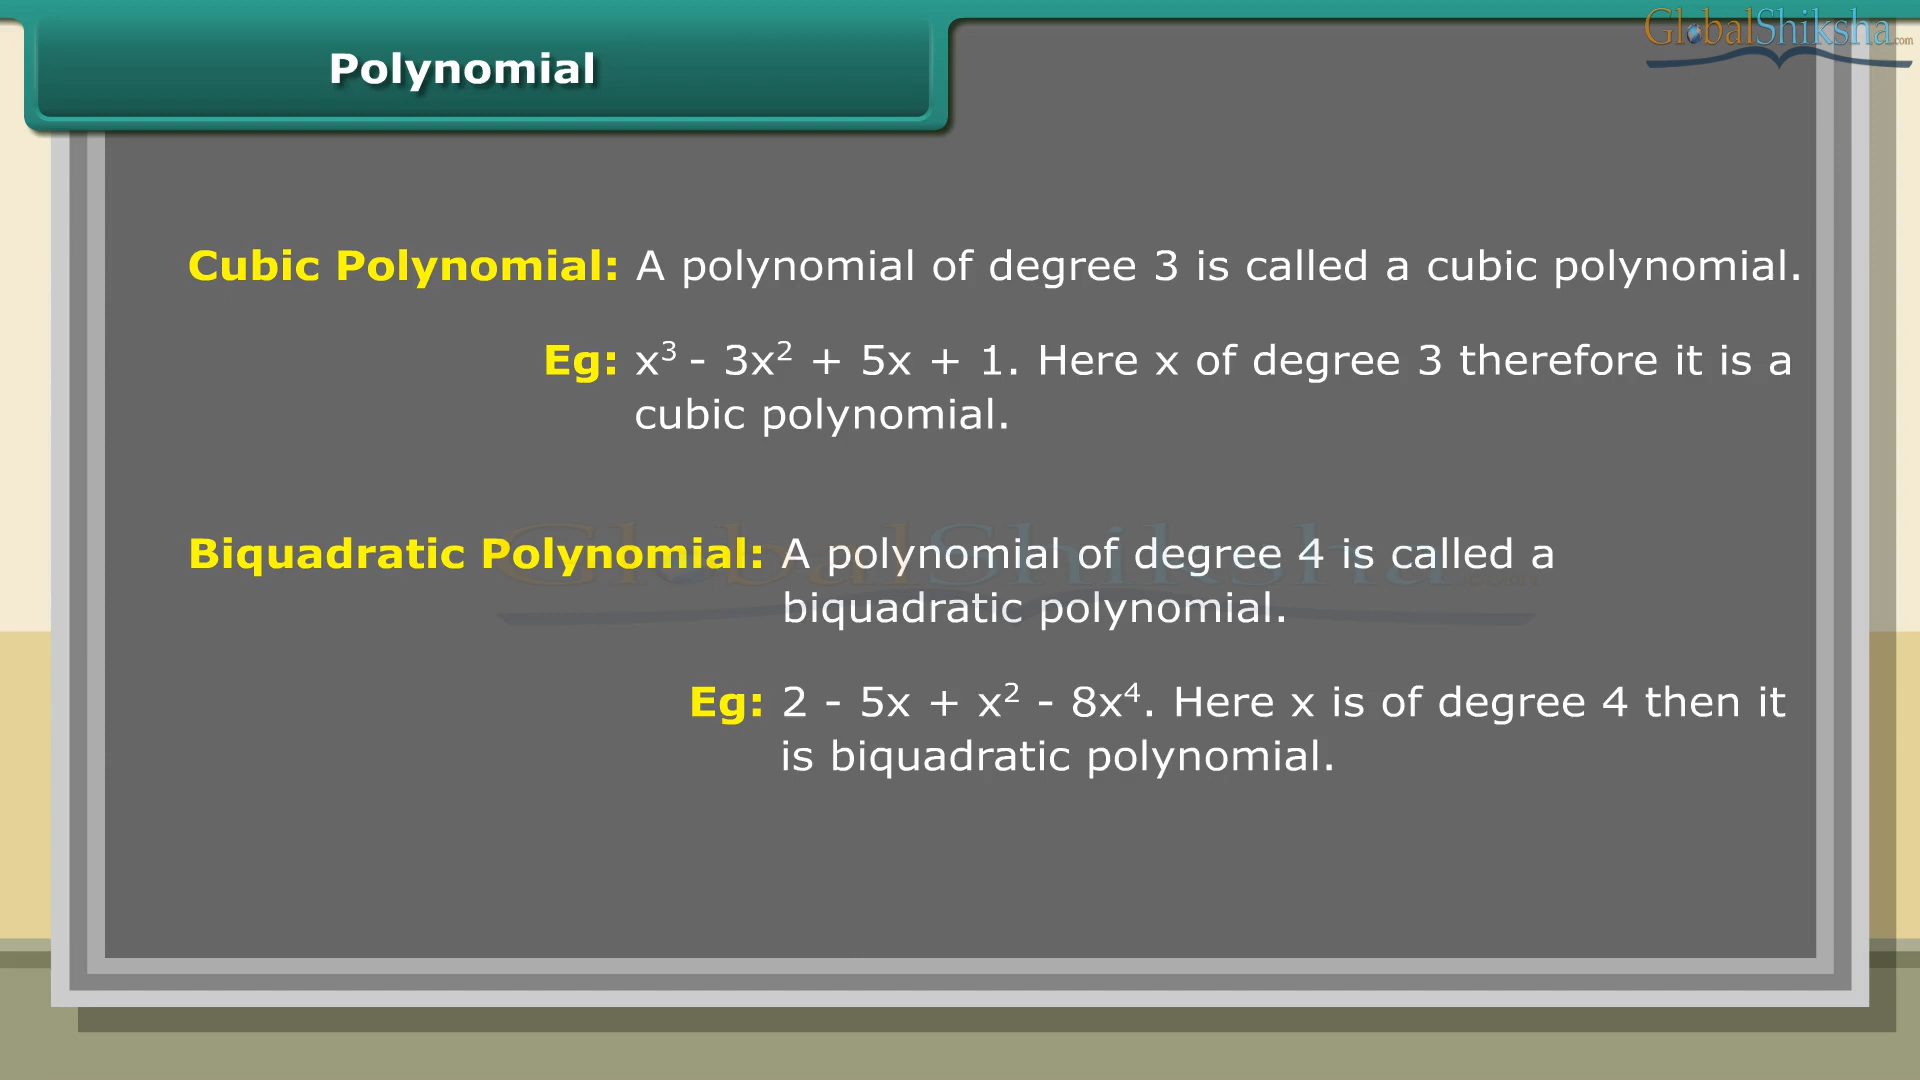 Polynomial
GlobalShiksha.com
Cubic Polynomial: A polynomial of degree 3 is called a cubic polynomial.
Eg: x³ - 3x² + 5x + 1. Here x of degree 3 therefore it is a
cubic polynomial.
GlobalShiksha
Biquadratic Polynomial: A polynomial of degree 4 is called a
biquadratic polynomial.
Eg: 2 - 5x + x² - 8x⁴. Here x is of degree 4 then it
is biquadratic polynomial.